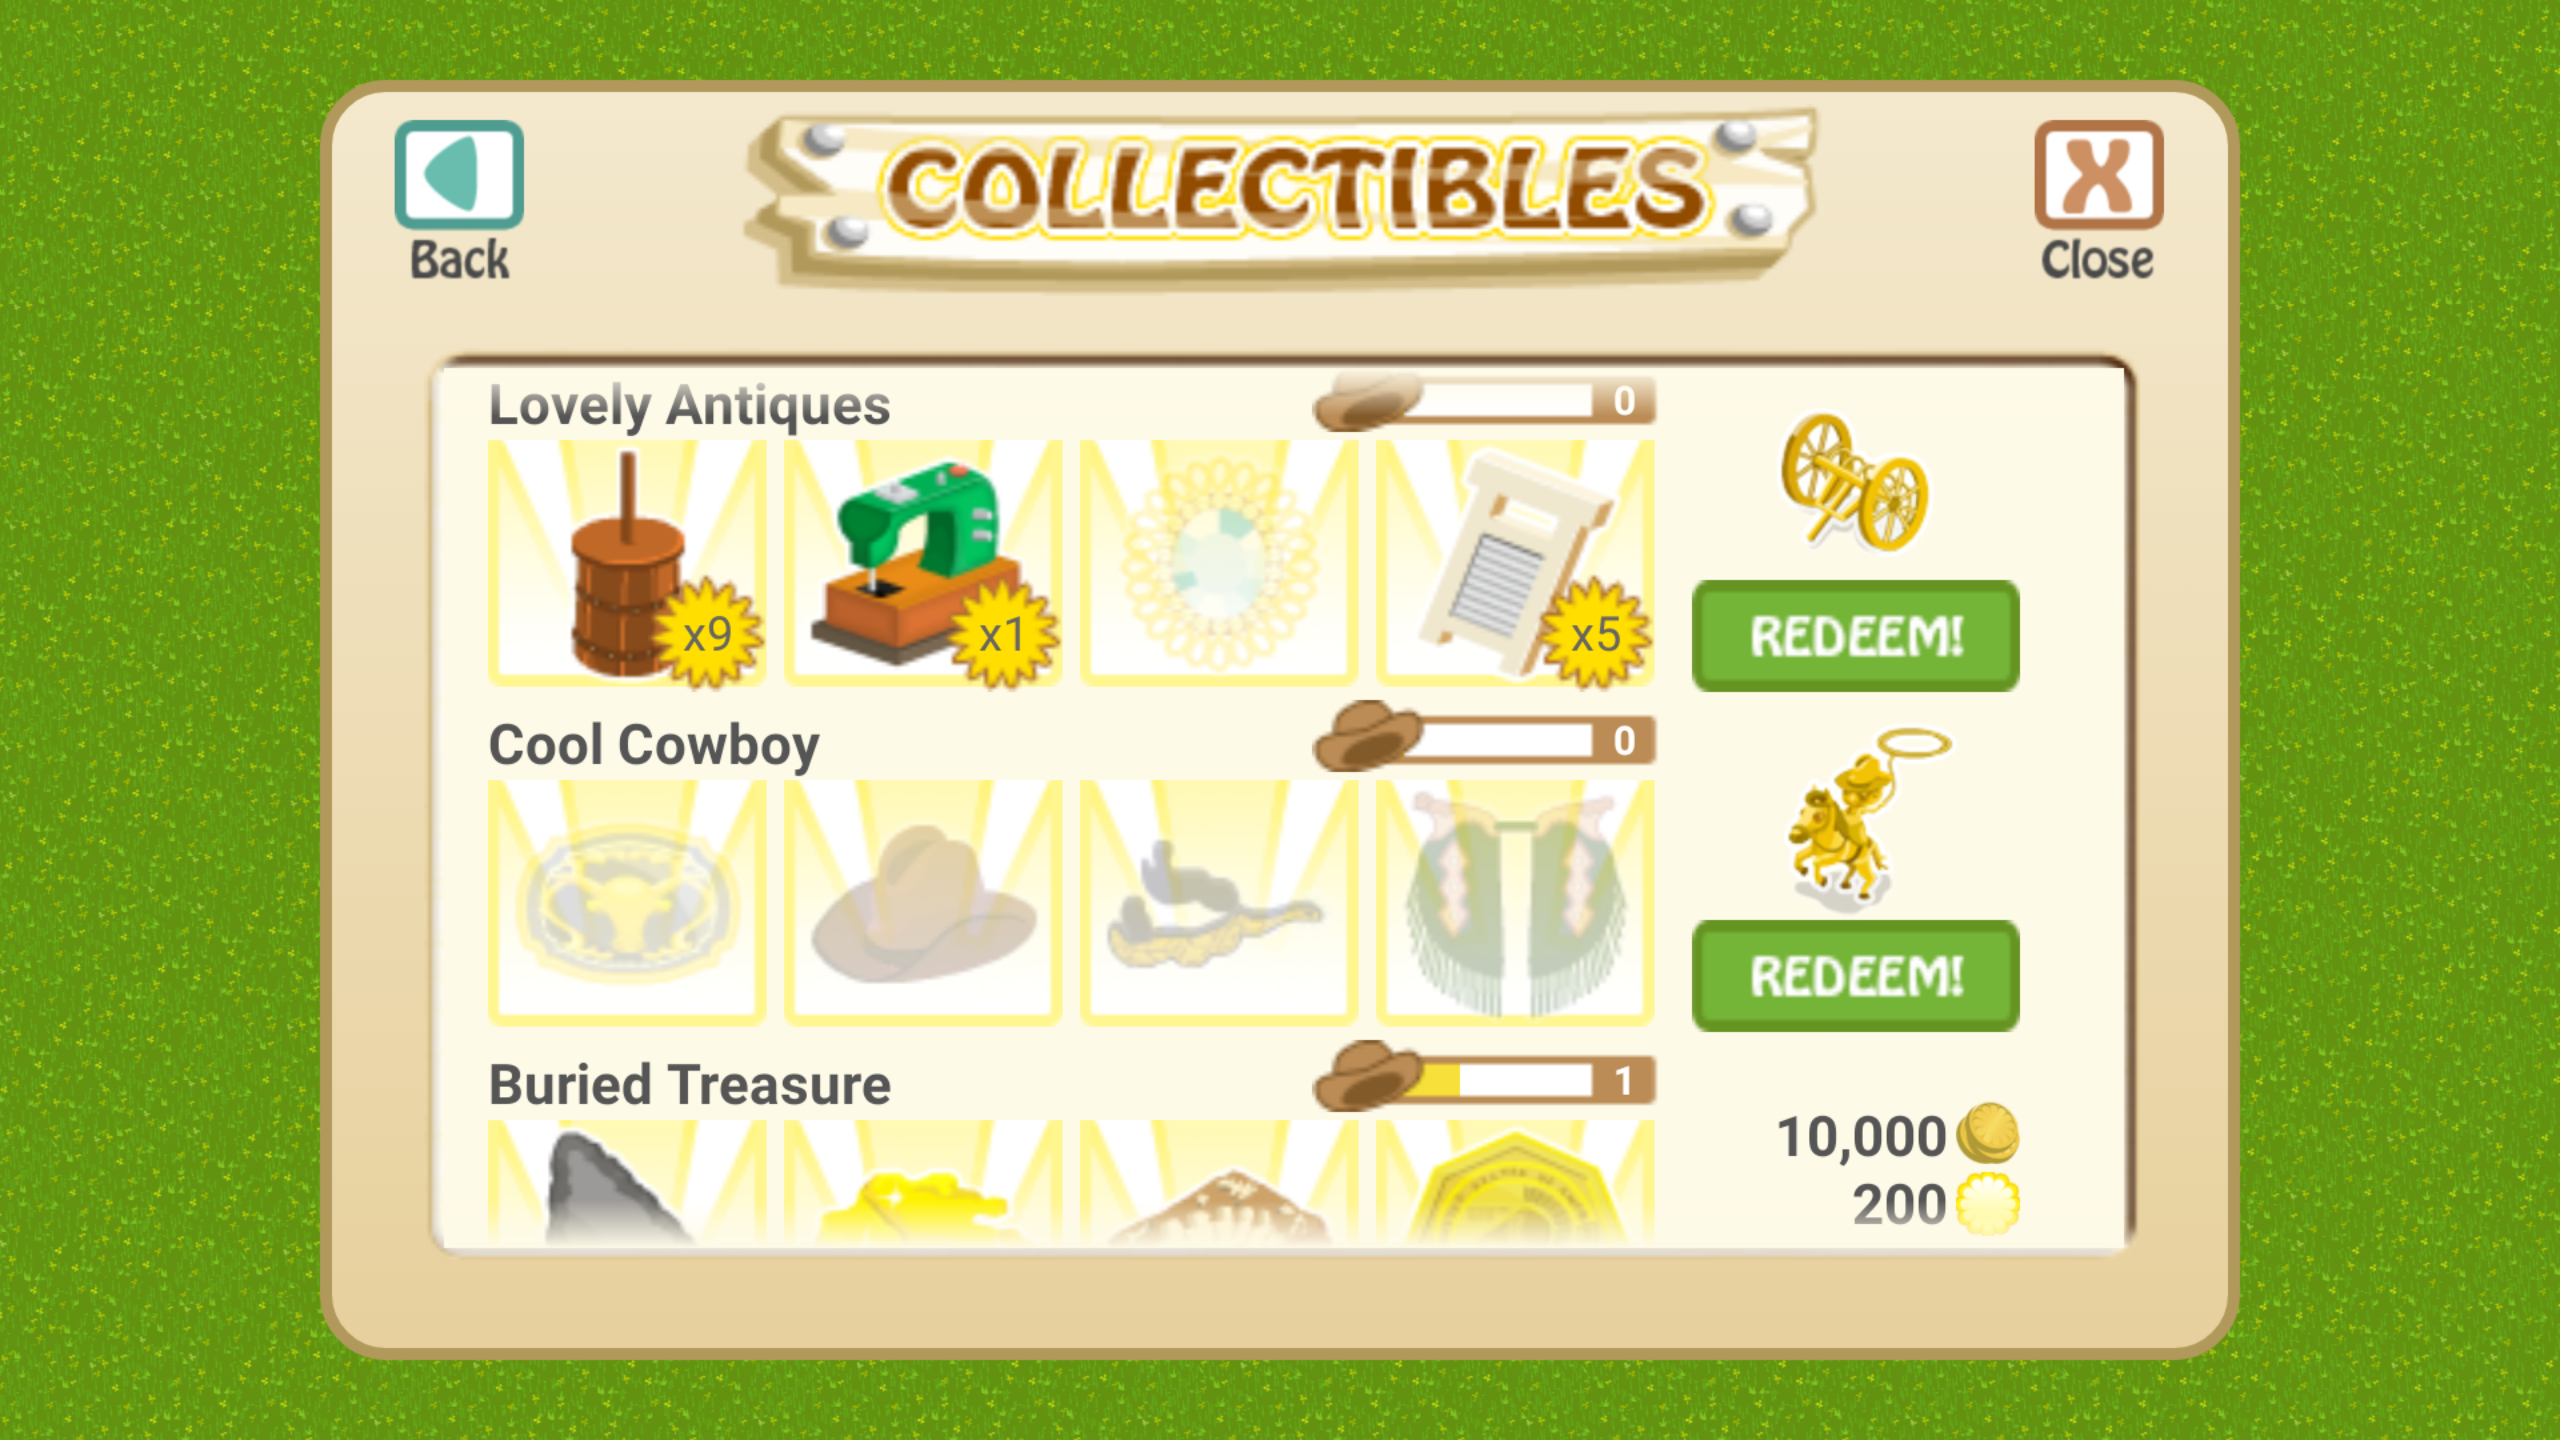 COLLECTIBLES
Back
Close
Lovely Antiques
0
x9
x1
x5
REDEEM!
Cool Cowboy
0
REDEEM!
Buried Treasure
1
10,000
200